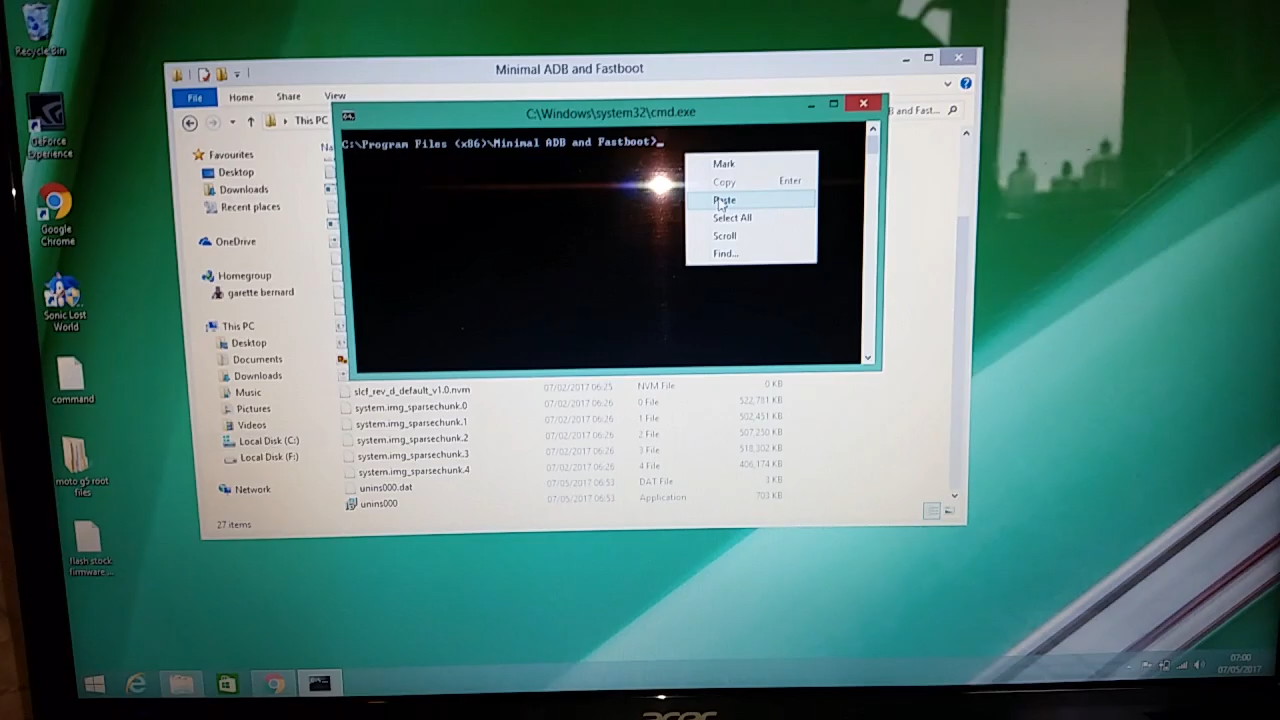 Recycle Bin
GeForce
Experience
Google
Chrome
Sonic Lost
World
command
moto g5 root
files
flash stock
firmware ...
Minimal ADB and Fastboot
File
Home
Share
View
This PC
B and Fast...
Favourites
Desktop
Downloads
Recent places
OneDrive
Homegroup
garette bernard
This PC
Desktop
Documents
Downloads
Music
Pictures
Videos
Local Disk (C:)
Local Disk (F:)
Network
27 items
Na
C:\Windows\system32\cmd.exe
C:\Program Files (x86)\Minimal ADB and Fastboot>_
Mark
Copy Enter
Paste
Select All
Scroll
Find...
slcf_rev_d_default_v1.0.nvm 07/02/2017 06:25 NVM File 0 KB
system.img_sparsechunk.0 07/02/2017 06:26 0 File 522,781 KB
system.img_sparsechunk.1 07/02/2017 06:26 1 File 502,451 KB
system.img_sparsechunk.2 07/02/2017 06:26 2 File 507,250 KB
system.img_sparsechunk.3 07/02/2017 06:26 3 File 518,302 KB
system.img_sparsechunk.4 07/02/2017 06:26 4 File 406,174 KB
unins000.dat 07/05/2017 06:53 DAT File 3 KB
unins000 07/05/2017 06:53 Application 703 KB
07:00
07/05/2017
acer